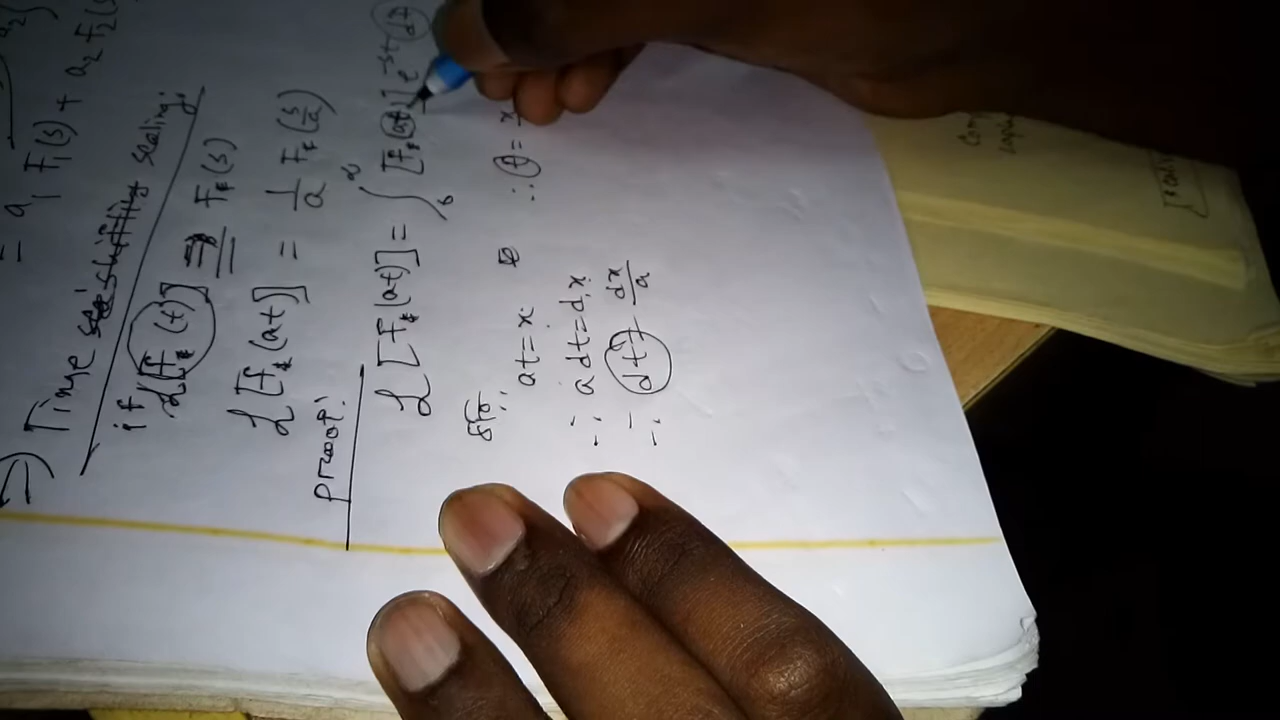 = a₁ F₁(s) + a₂ F₂(s
⇒) Time scaling:
if
L[f(t)] = F(s)
L[f(at)] = 1/a F(s/a)
proof:
L[f(at)] = ∫₀^∞ [f(at)] e^-st dt
at = x ∴ t = x
∴ a dt = dx
∴ dt = dx/a